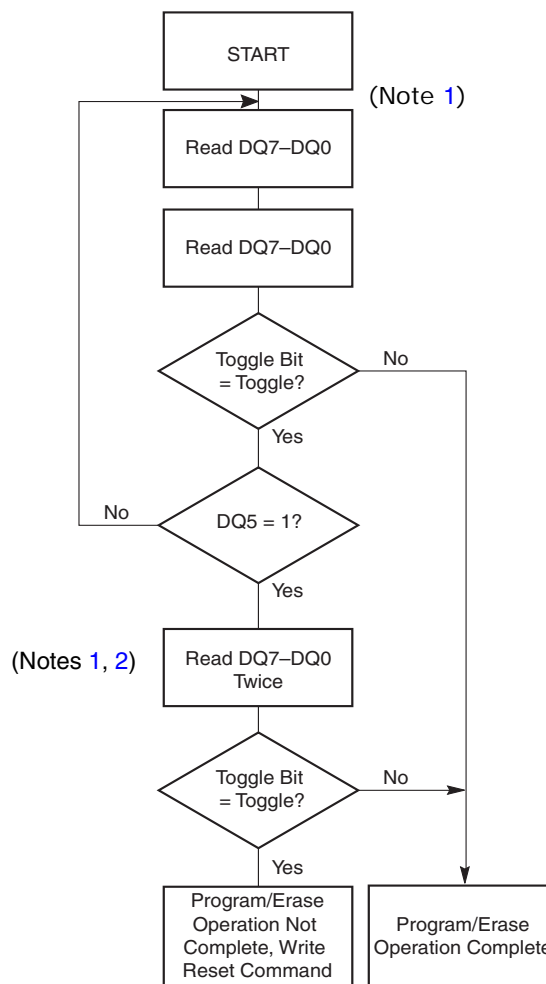 START
(Note 1)
Read DQ7–DQ0
Read DQ7–DQ0
Toggle Bit
= Toggle?
No
Yes
No
DQ5 = 1?
Yes
(Notes 1, 2)
Read DQ7–DQ0
Twice
Toggle Bit
= Toggle?
No
Yes
Program/Erase
Operation Not
Complete, Write
Reset Command
Program/Erase
Operation Complete